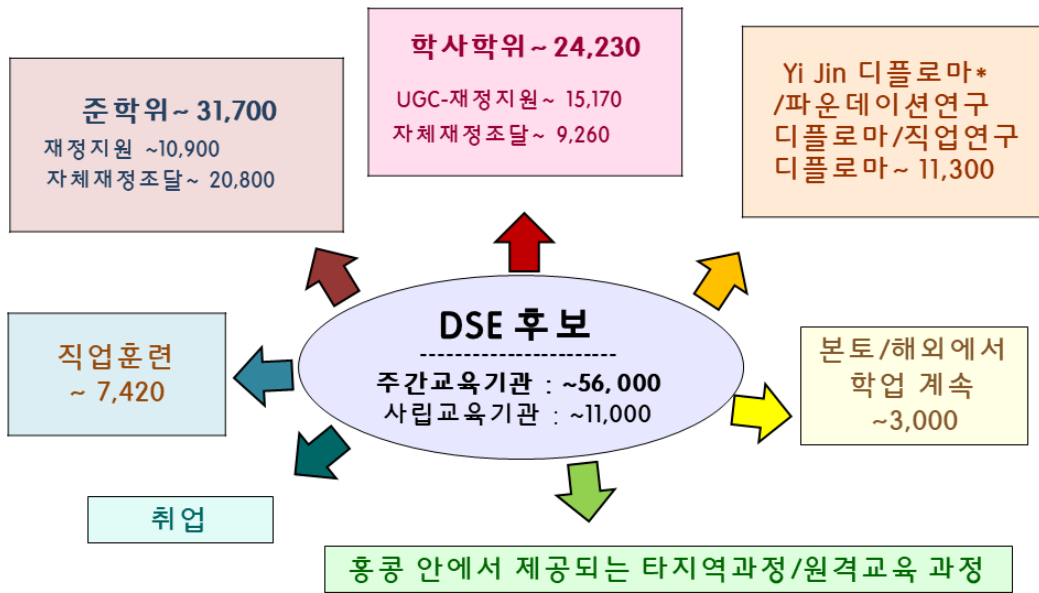 학사학위~ 24,230
UGC-재정지원~ 15,170
자체재정조달~ 9,260
준학위~ 31,700
재정지원 ~10,900
자체재정조달~ 20,800
Yi Jin 디플로마*
/파운데이션연구
디플로마/직업연구
디플로마~ 11,300
DSE 후보
-----------------------
주간교육기관 : ~56,000
사립교육기관 : ~11,000
직업훈련
~ 7,420
본토/해외에서
학업 계속
~3,000
취업
홍콩 안에서 제공되는 타지역과정/원격교육 과정